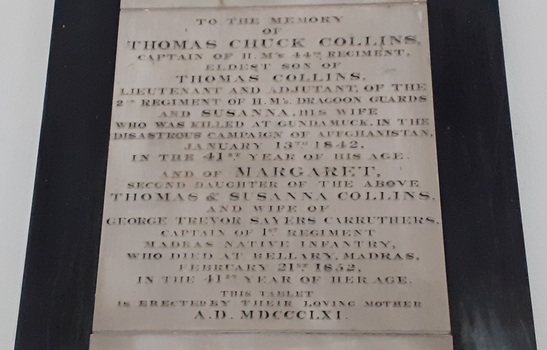 TO THE MEMORY
OF
THOMAS CHUCK COLLINS,
CAPTAIN OF H.M's 44TH REGIMENT,
ELDEST SON OF
THOMAS COLLINS,
LIEUTENANT AND ADJUTANT, OF THE
2ND REGIMENT OF H.M's. DRAGOON GUARDS
AND SUSANNA, HIS WIFE
WHO WAS KILLED AT GUNDAMUCK, IN THE
DISASTROUS CAMPAIGN OF AFFGHANISTAN,
JANUARY 13TH 1842,
IN THE 41ST YEAR OF HIS AGE.
AND OF MARGARET,
SECOND DAUGHTER OF THE ABOVE
THOMAS & SUSANNA COLLINS,
AND WIFE OF
GEORGE TREVOR SAYERS CARRUTHERS,
CAPTAIN OF 1ST REGIMENT
MADRAS NATIVE INFANTRY,
WHO DIED AT BELLARY, MADRAS,
FEBRUARY 21ST 1852,
IN THE 41ST YEAR OF HER AGE.
THIS TABLET
IS ERECTED BY THEIR LOVING MOTHER
A.D. MDCCCLXI.